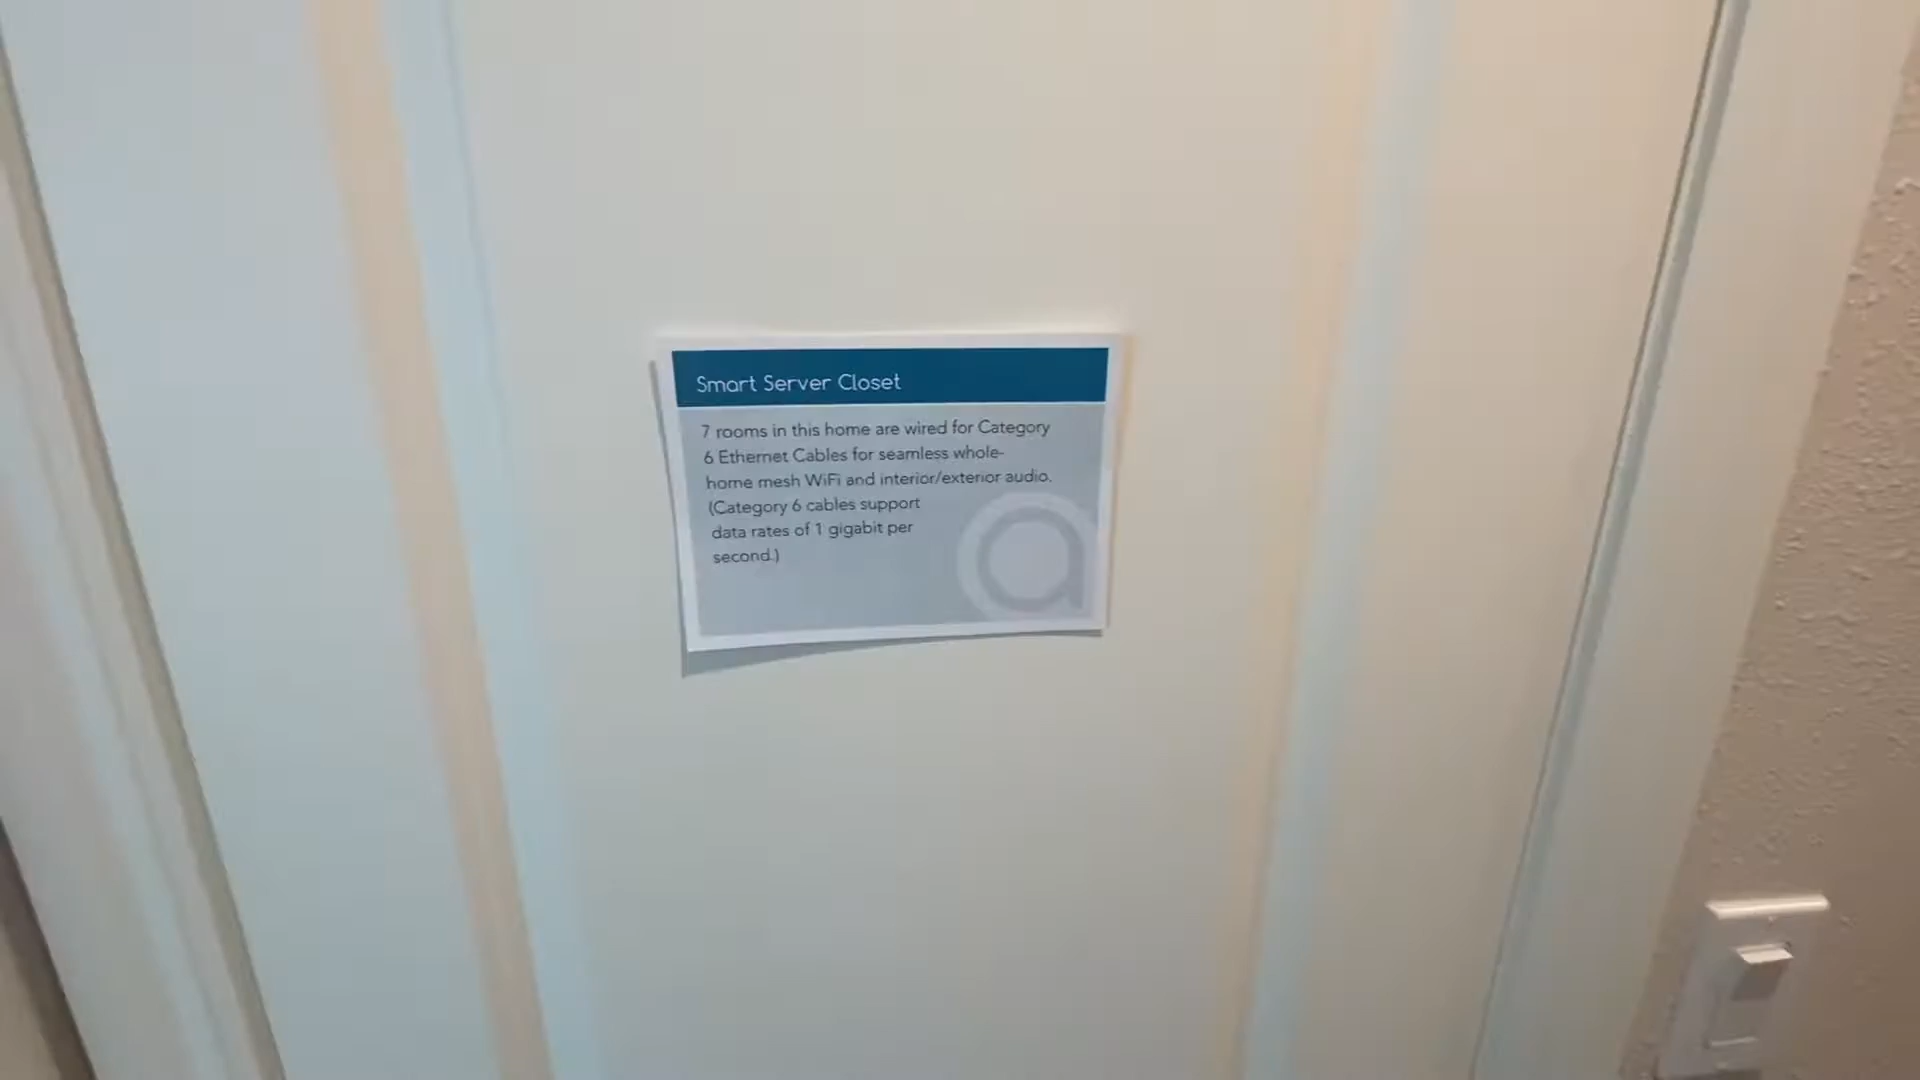 Smart Server Closet
7 rooms in this home are wired for Category
6 Ethernet Cables for seamless whole-
home mesh WiFi and interior/exterior audio.
(Category 6 cables support
data rates of 1 gigabit per
second.)